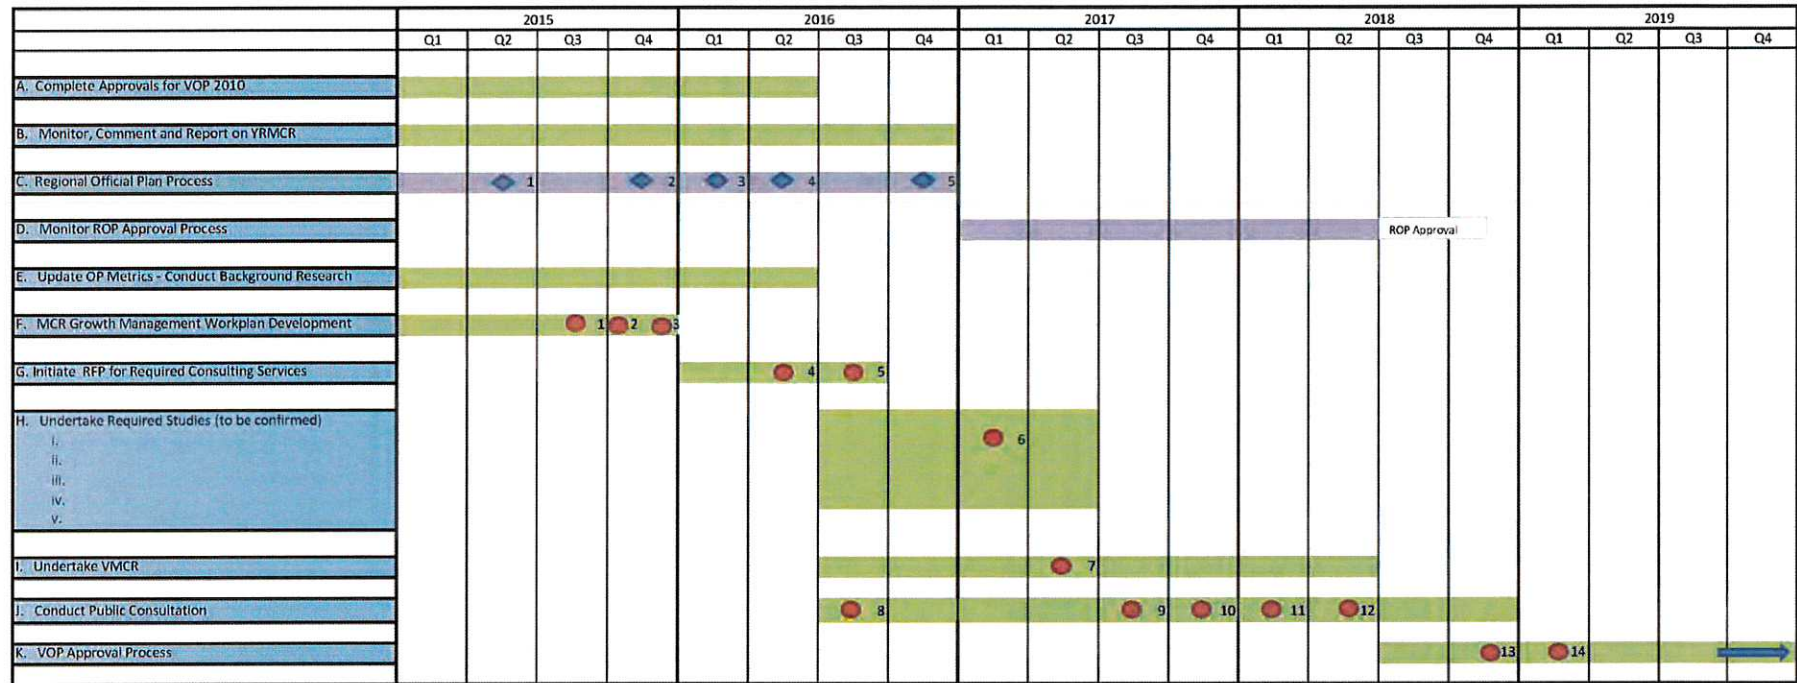 2015 2016 2017 2018 2019
Q1 Q2 Q3 Q4 Q1 Q2 Q3 Q4 Q1 Q2 Q3 Q4 Q1 Q2 Q3 Q4 Q1 Q2 Q3 Q4
A. Complete Approvals for VOP 2010
B. Monitor, Comment and Report on YRMCR
C. Regional Official Plan Process 1 2 3 4 5
D. Monitor ROP Approval Process ROP Approval
E. Update OP Metrics - Conduct Background Research
F. MCR Growth Management Workplan Development 1 2 3
G. Initiate RFP for Required Consulting Services 4 5
H. Undertake Required Studies (to be confirmed)
i. 6
ii.
iii.
iv.
v.
I. Undertake VMCR 7
J. Conduct Public Consultation 8 9 10 11 12
K. VOP Approval Process 13 14